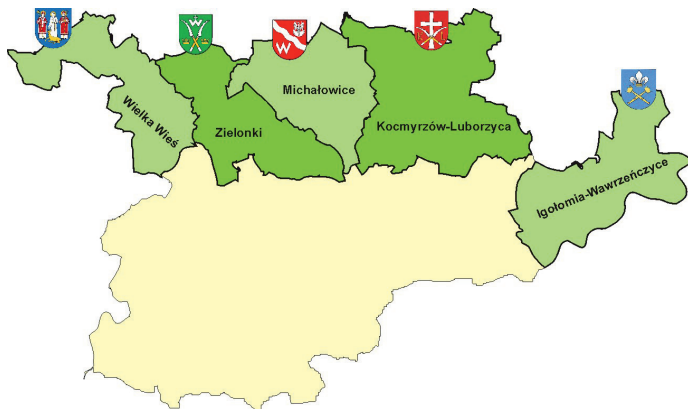 Wielka Wieś
Zielonki
Michałowice
Kocmyrzów-Luborzyca
Igołomia-Wawrzeńczyce